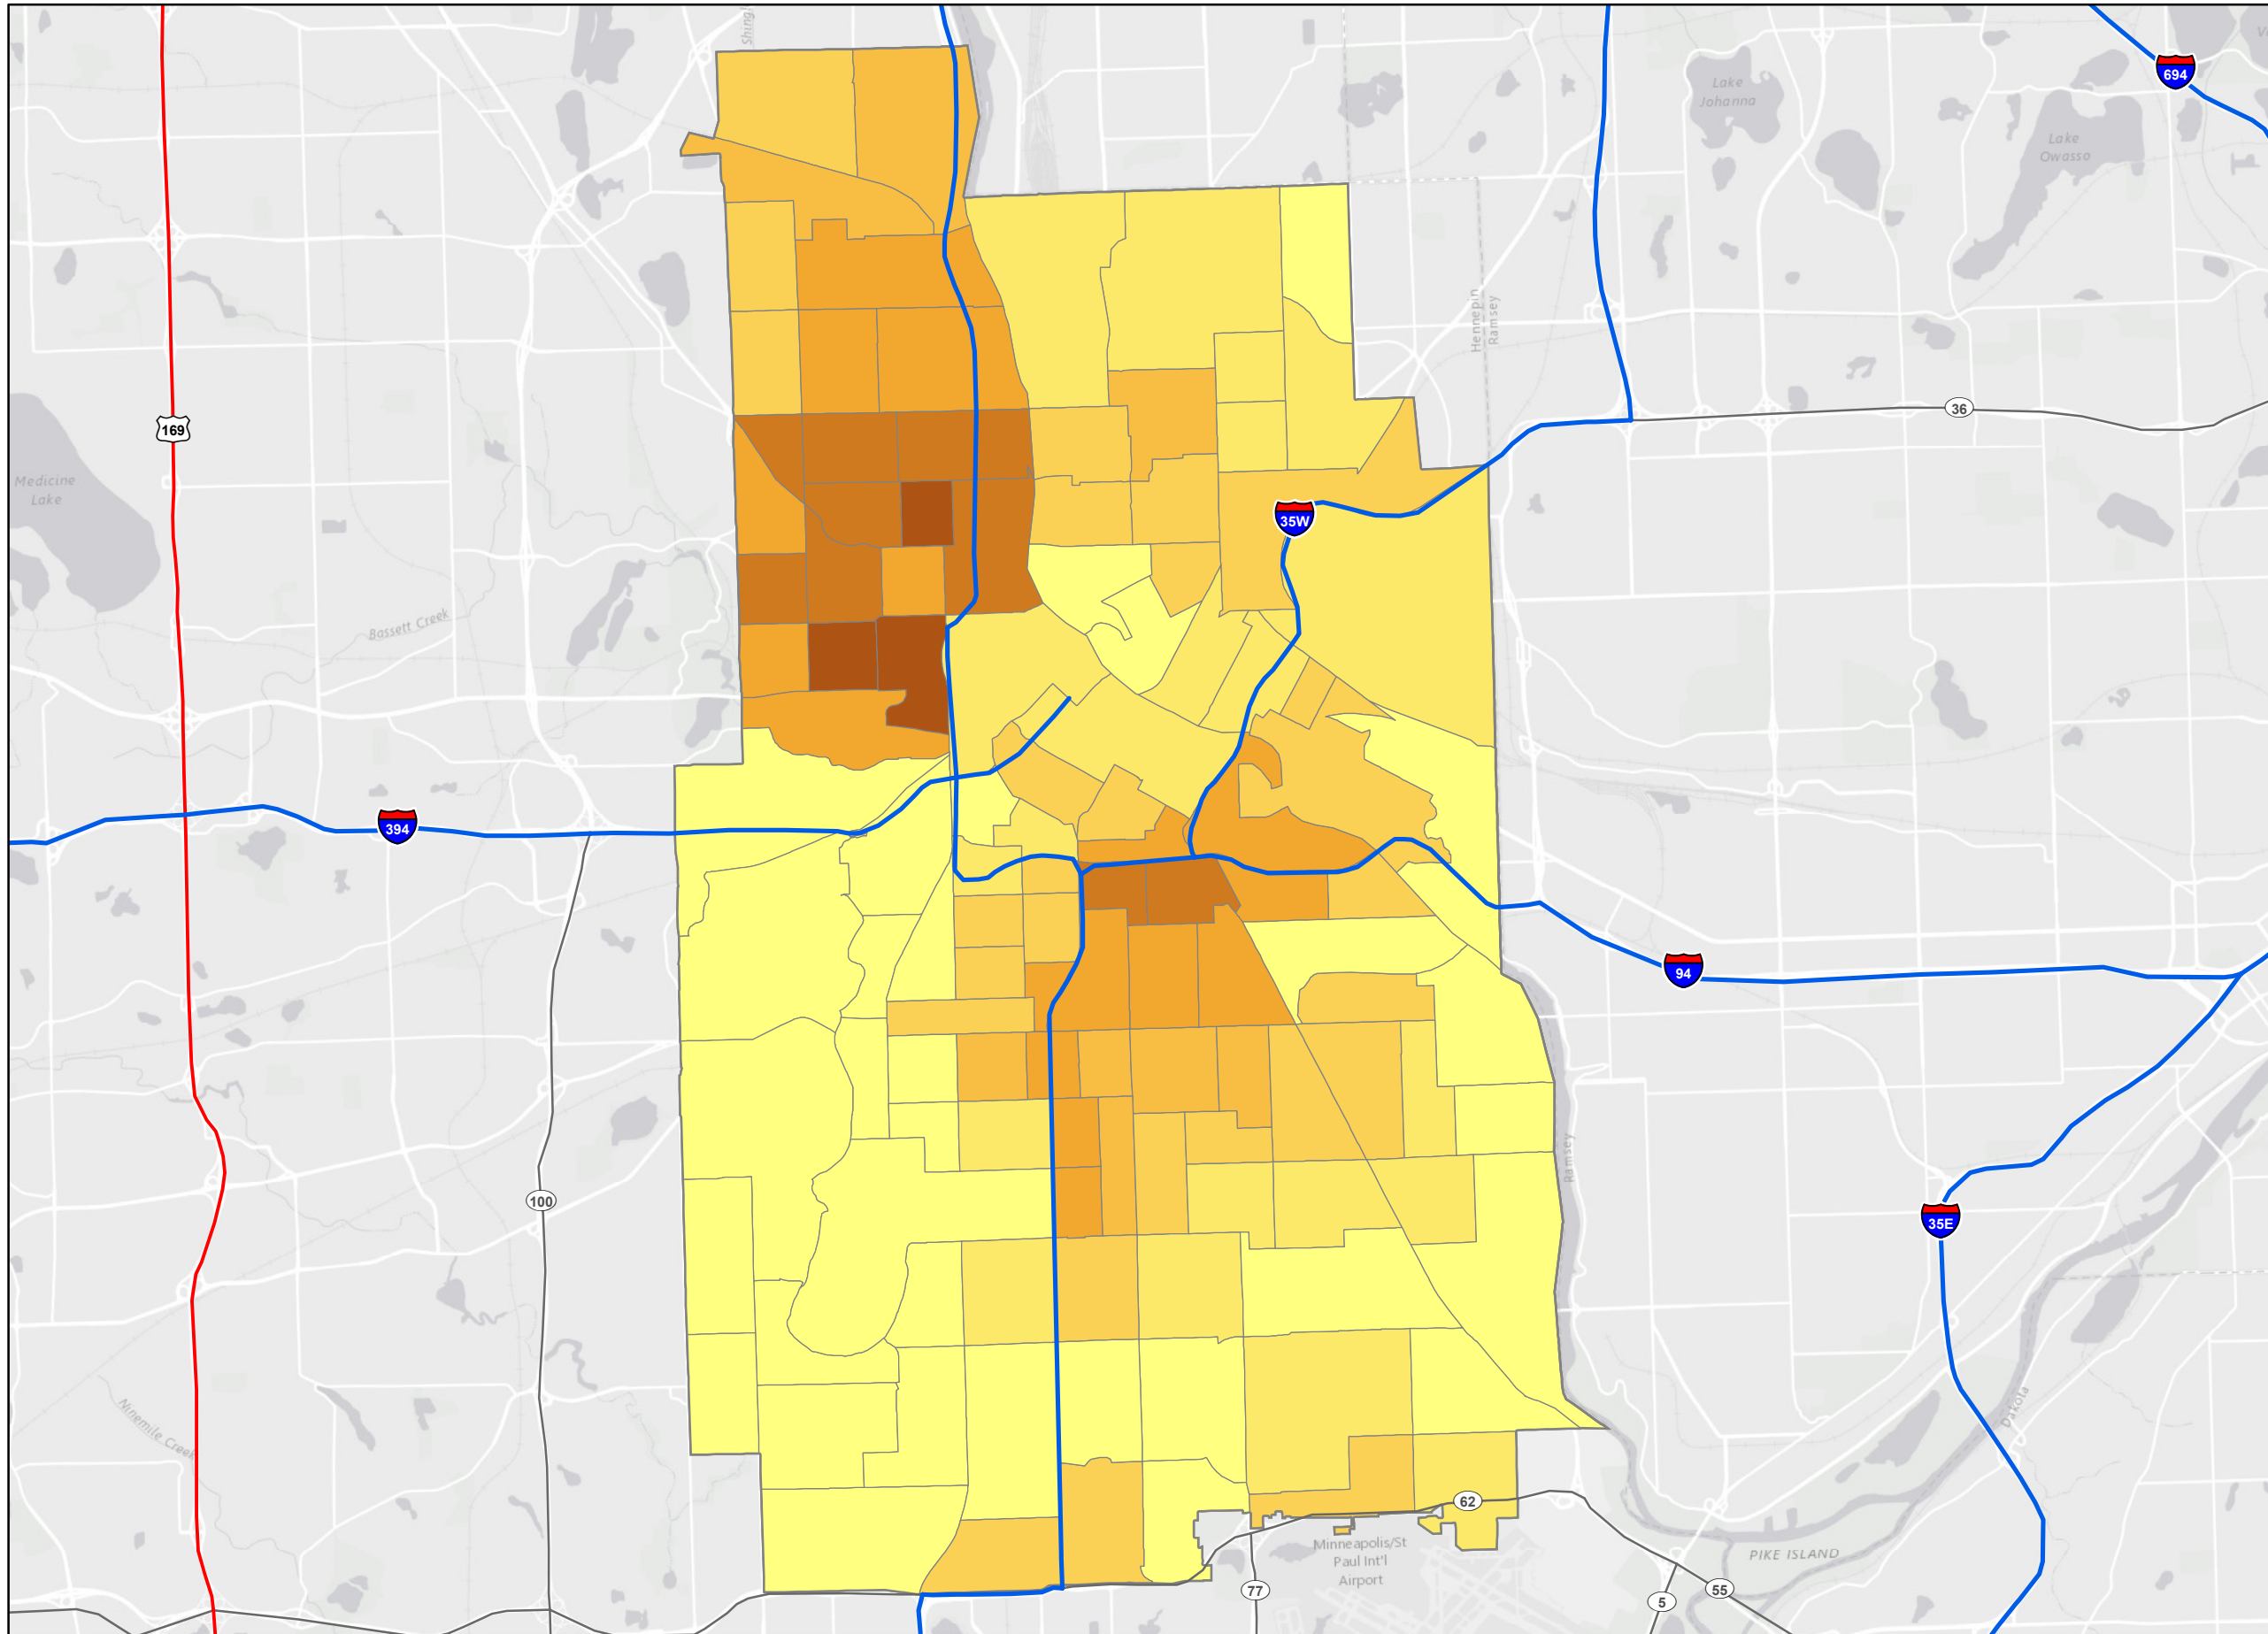 Shingl
694
Lake
Johanna
Lake
Owasso
Hennepin
Ramsey
36
169
Medicine
Lake
35W
Bassett Creek
394
94
Ramsey
100
35E
Ninemile Creek
Dakota
62
Minneapolis/St
Paul Int'l
Airport
PIKE ISLAND
77
55
5